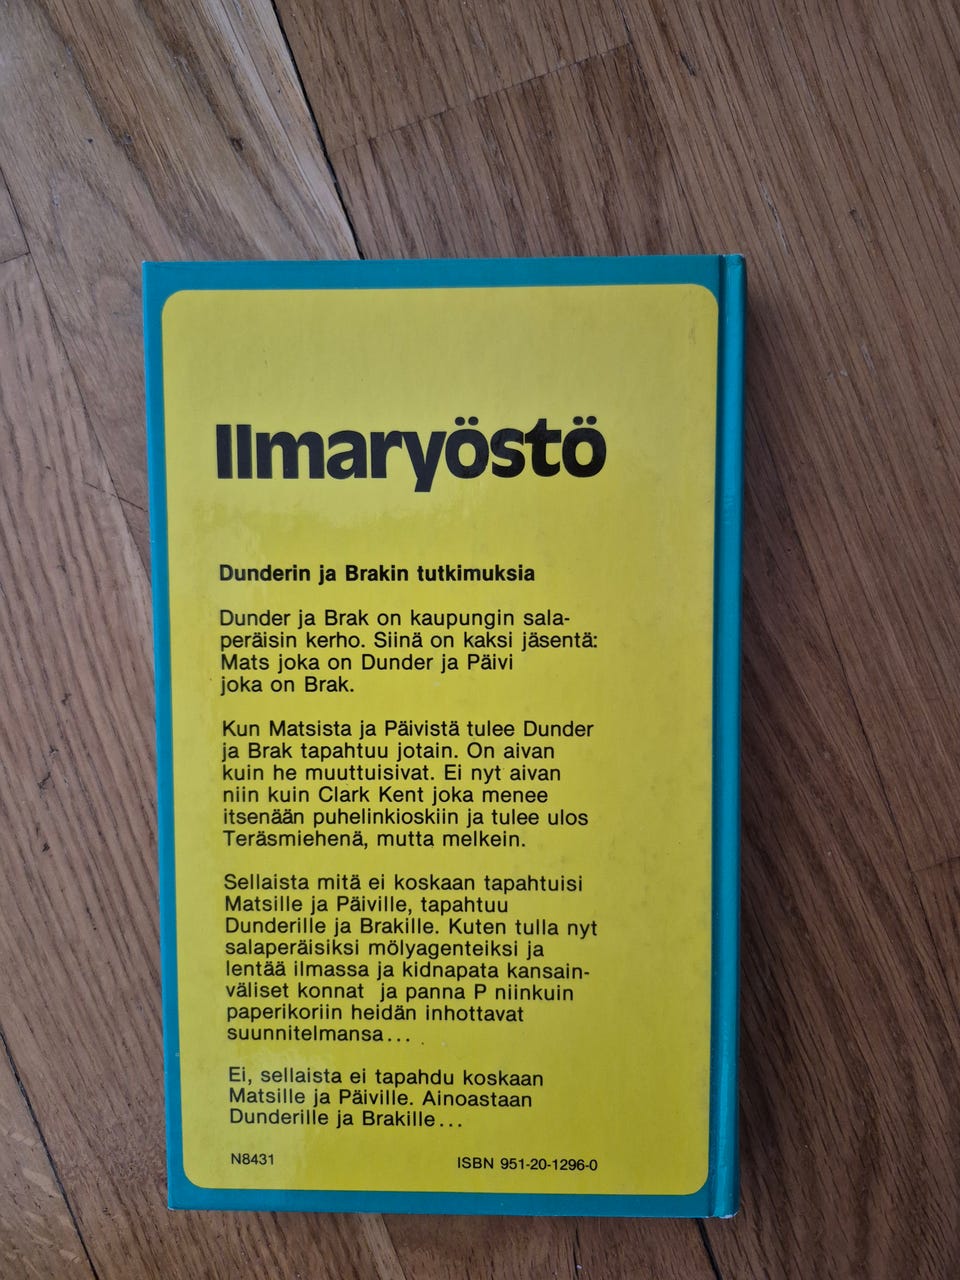 Ilmaryöstö
Dunderin ja Brakin tutkimuksia
Dunder ja Brak on kaupungin sala-
peräisin kerho. Siinä on kaksi jäsentä:
Mats joka on Dunder ja Päivi
joka on Brak.
Kun Matsista ja Päivistä tulee Dunder
ja Brak tapahtuu jotain. On aivan
kuin he muuttuisivat. Ei nyt aivan
niin kuin Clark Kent joka menee
itsenään puhelinkioskiin ja tulee ulos
Teräsmiehenä, mutta melkein.
Sellaista mitä ei koskaan tapahtuisi
Matsille ja Päiville, tapahtuu
Dunderille ja Brakille. Kuten tulla nyt
salaperäisiksi mölyagenteiksi ja
lentää ilmassa ja kidnapata kansain-
väliset konnat ja panna P niinkuin
paperikoriin heidän inhottavat
suunnitelmansa...
Ei, sellaista ei tapahdu koskaan
Matsille ja Päiville. Ainoastaan
Dunderille ja Brakille...
N8431
ISBN 951-20-1296-0